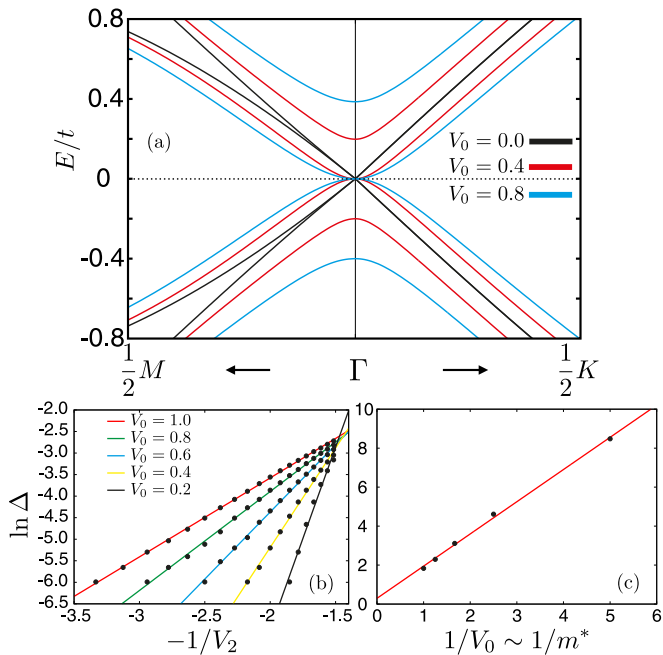 E/t
0.8
0.4
0
-0.4
-0.8
(a)
V₀ = 0.0
V₀ = 0.4
V₀ = 0.8
½M ← Γ → ½K
ln Δ
-2.0
-2.5
-3.0
-3.5
-4.0
-4.5
-5.0
-5.5
-6.0
-6.5
V₀ = 1.0
V₀ = 0.8
V₀ = 0.6
V₀ = 0.4
V₀ = 0.2
(b)
-3.5 -3 -2.5 -2 -1.5
−1/V₂
10
8
6
4
2
0
(c)
0 1 2 3 4 5 6
1/V₀ ∼ 1/m*